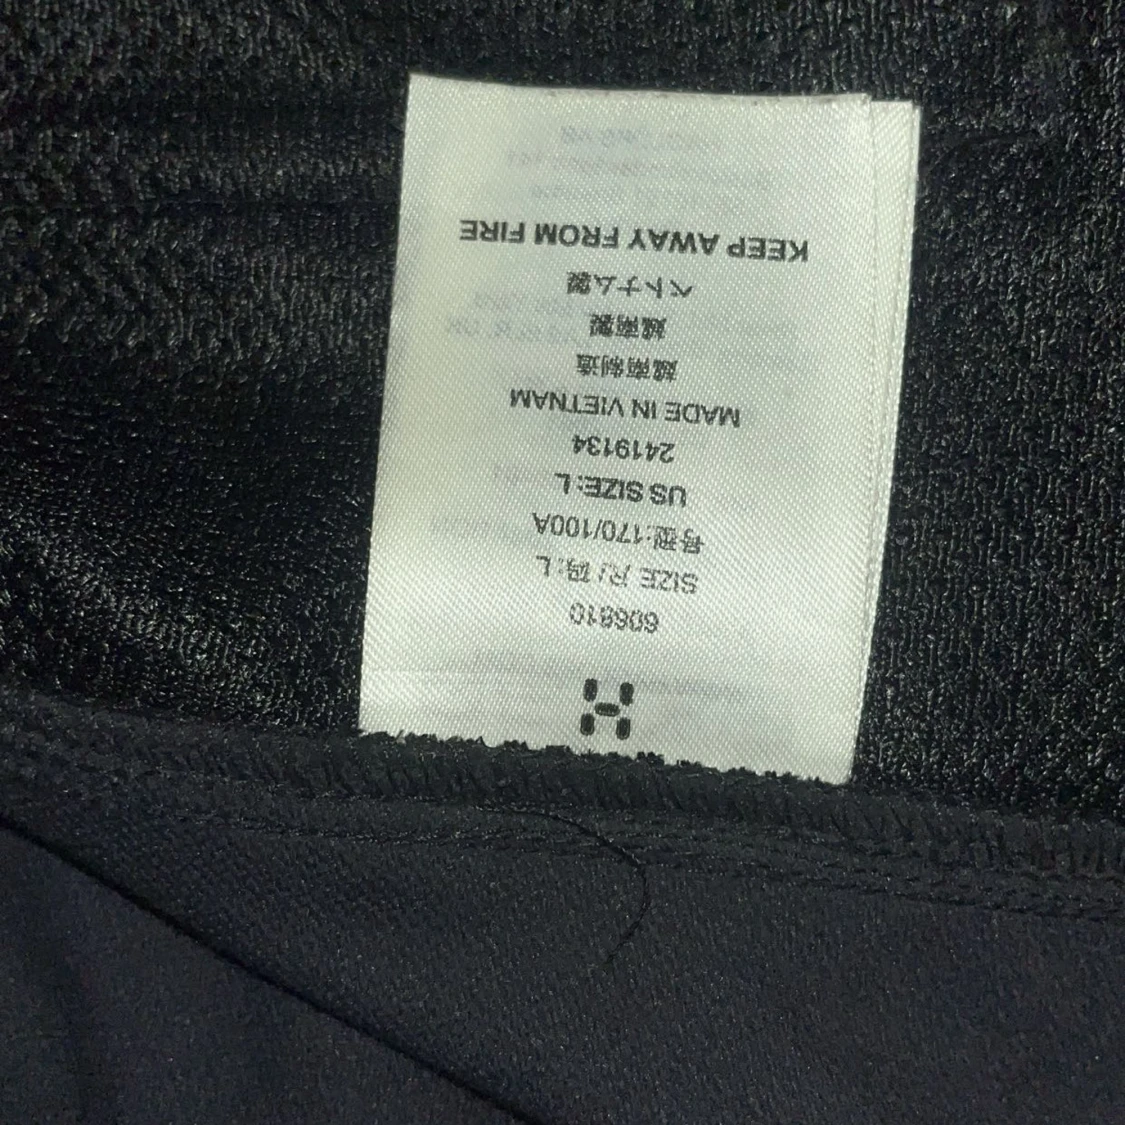 606810
SIZE 尺/码:L
号型:170/100A
US SIZE:L
2419134
MADE IN VIETNAM
越南制造
越南製
ベトナム製
KEEP AWAY FROM FIRE